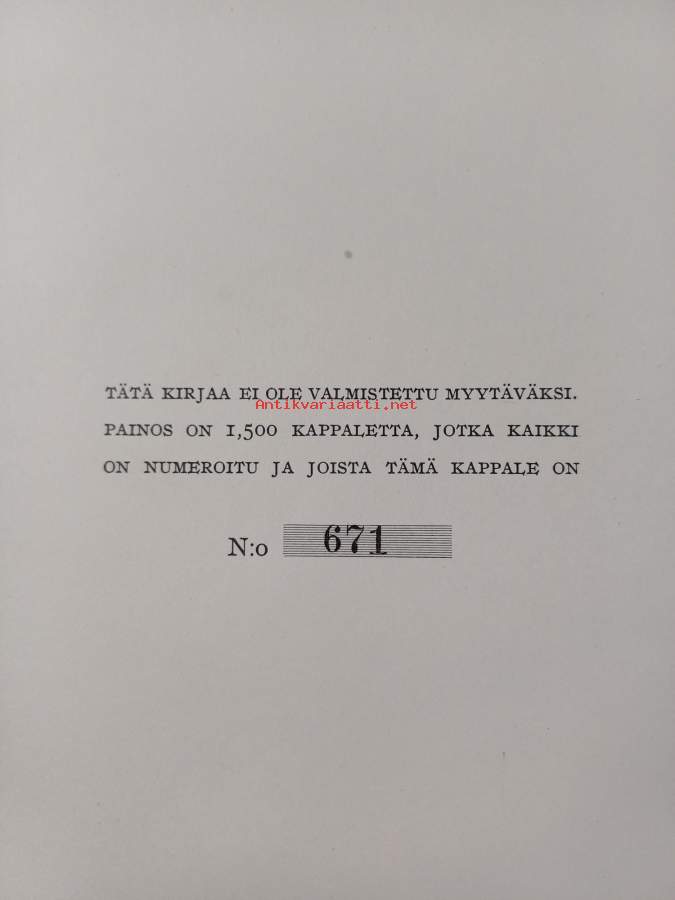 TÄTÄ KIRJAA EI OLE VALMISTETTU MYYTÄVÄKSI.
Antikvariaatti.net
PAINOS ON 1,500 KAPPALETTA, JOTKA KAIKKI
ON NUMEROITU JA JOISTA TÄMÄ KAPPALE ON
N:o 671